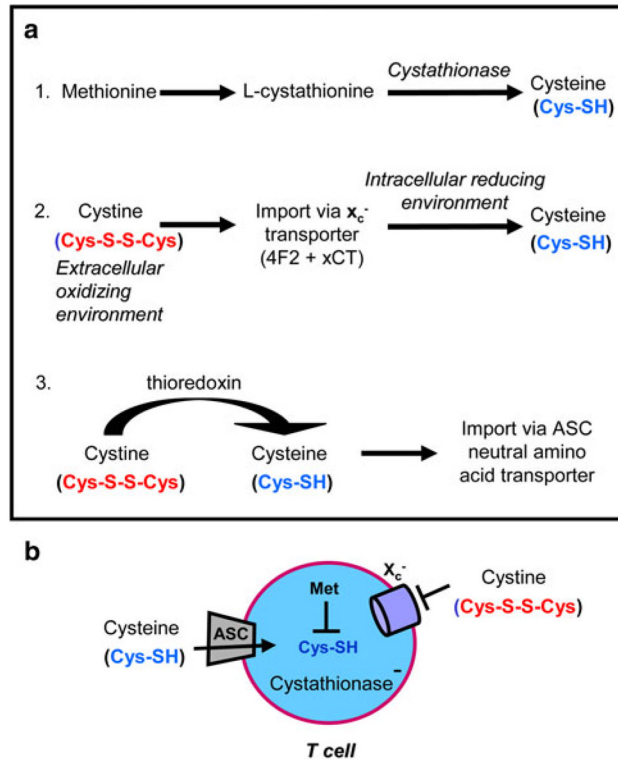 a
1. Methionine
L-cystathionine
Cystathionase
Cysteine
(Cys-SH)
2. Cystine
(Cys-S-S-Cys)
Extracellular
oxidizing
environment
Import via xc-
transporter
(4F2 + xCT)
Intracellular reducing
environment
Cysteine
(Cys-SH)
3.
thioredoxin
Cystine
(Cys-S-S-Cys)
Cysteine
(Cys-SH)
Import via ASC
neutral amino
acid transporter
b
Cysteine
(Cys-SH)
ASC
Met
Cys-SH
Cystathionase-
Xc-
Cystine
(Cys-S-S-Cys)
T cell